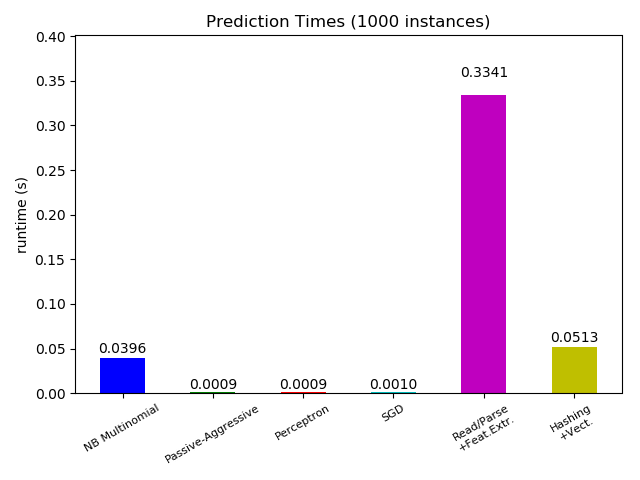 Prediction Times (1000 instances)
runtime (s)
0.40
0.35
0.30
0.25
0.20
0.15
0.10
0.05
0.00
0.0396
0.0009
0.0009
0.0010
0.3341
0.0513
NB Multinomial
Passive-Aggressive
Perceptron
SGD
Read/Parse
+Feat.Extr.
Hashing
+Vect.